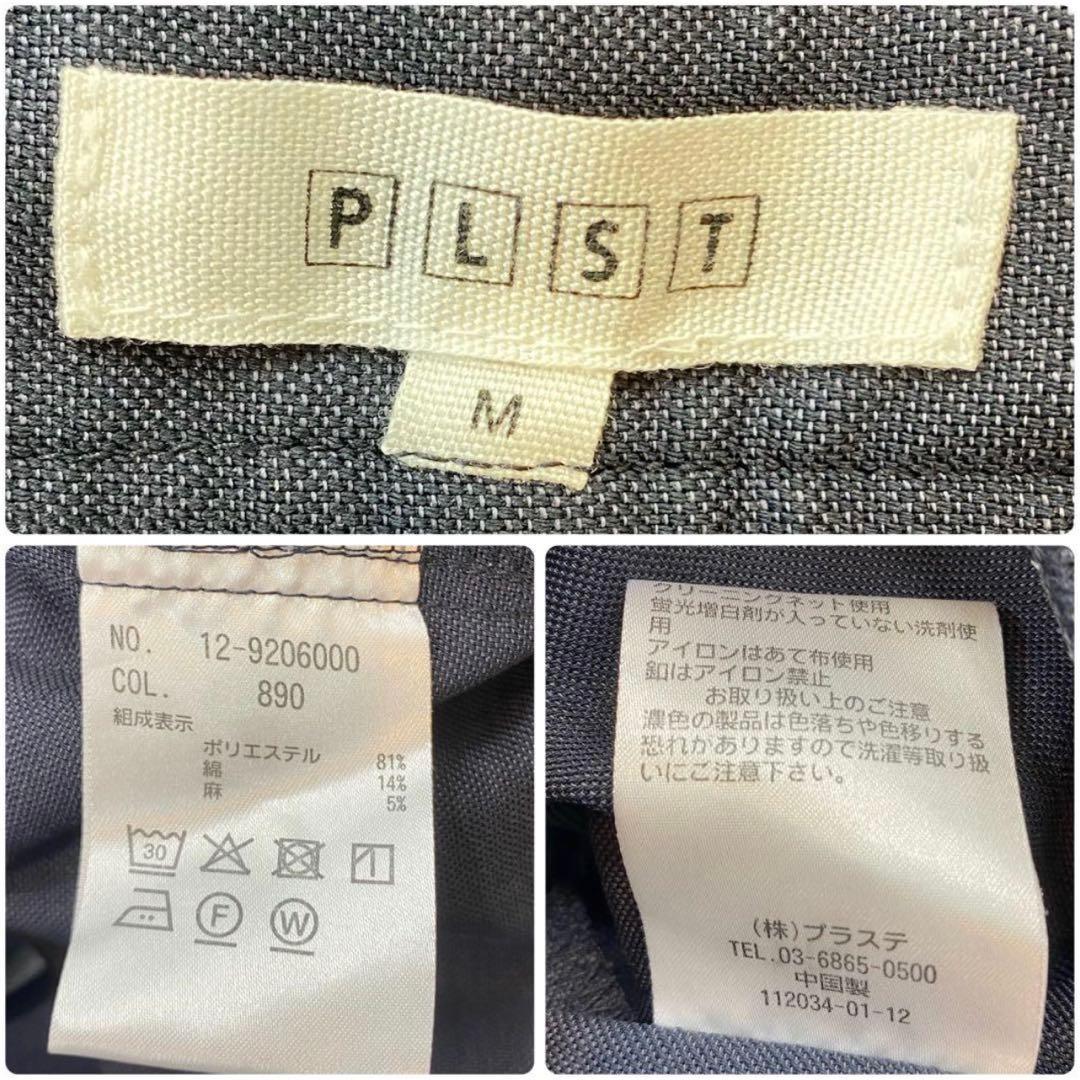 PLST
M
NO. 12-9206000
COL. 890
組成表示
ポリエステル 81%
綿 14%
麻 5%
30
F
W
クリーニングネット使用
蛍光増白剤が入っていない洗剤使
用
アイロンはあて布使用
釦はアイロン禁止
お取り扱い上のご注意
濃色の製品は色落ちや色移りする
恐れがありますので洗濯等取り扱
いにご注意下さい。
(株)プラステ
TEL.03-6865-0500
中国製
112034-01-12